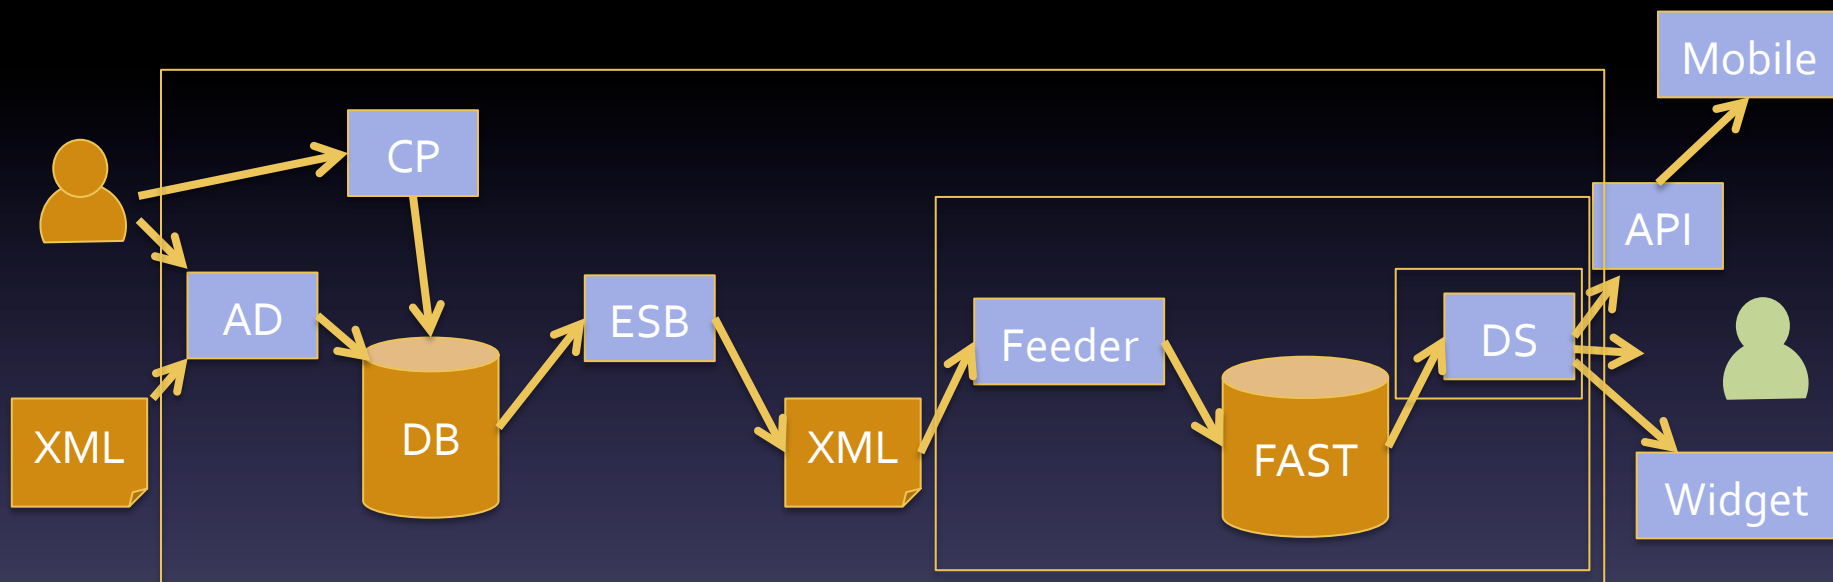 Mobile
CP
API
AD
ESB
Feeder
DS
XML
DB
XML
FAST
Widget